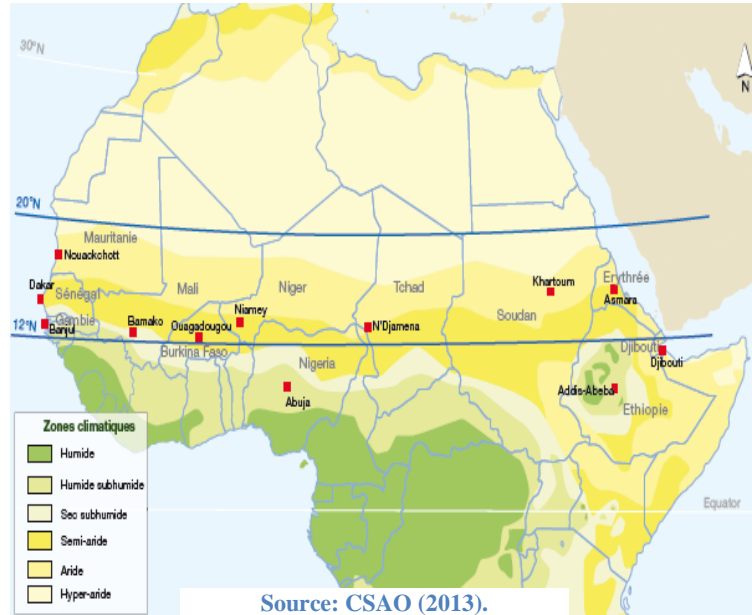 30°N
N
20°N
Mauritanie
Nouackchott
Mali
Niger
Tchad
Khartoum
Erythrée
Asmara
Dakar
Sénégal
Soudan
Gambie
Banjul
Bamako
Ouagadougou
Niamey
N'Djamena
12°N
Burkina Faso
Djibouti
Djibouti
Nigeria
Abuja
Addis-Abeba
Ethiopie
Zones climatiques
Humide
Humide subhumide
Sec subhumide
Semi-aride
Aride
Hyper-aride
Equator
Source: CSAO (2013).